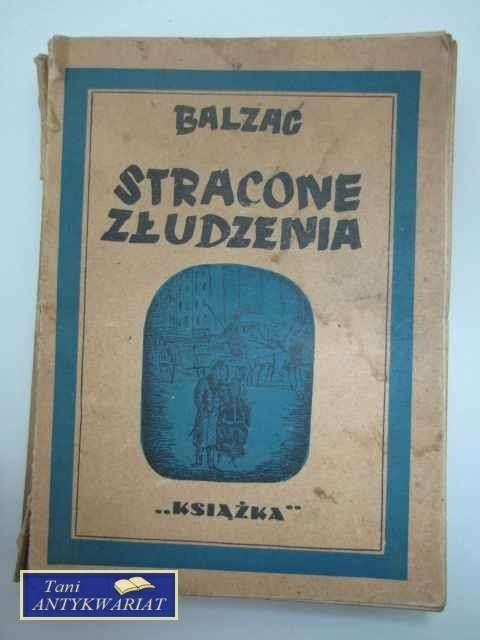 BALZAC
STRACONE
ZŁUDZENIA
„KSIĄŻKA"
Tani
ANTYKWARIAT